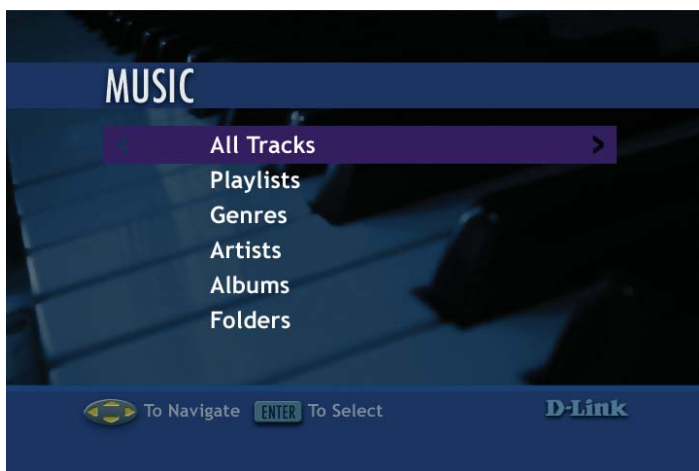 MUSIC
All Tracks
Playlists
Genres
Artists
Albums
Folders
To Navigate ENTER To Select D-Link